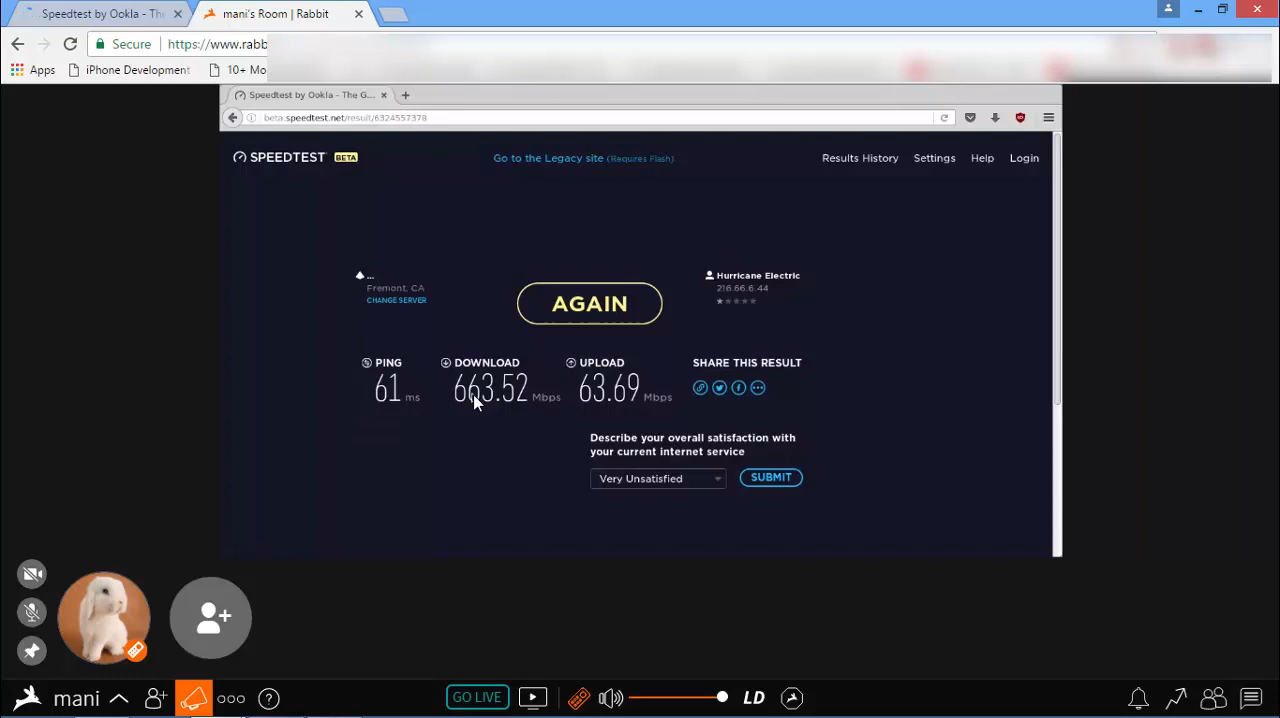 Speedtest by Ookla - The
mani's Room | Rabbit
Secure
https://www.rabb
Apps
iPhone Development
10+ Mo
Speedtest by Ookla - The G...
beta.speedtest.net/result/6324557378
SPEEDTEST BETA
Go to the Legacy site (Requires Flash)
Results History
Settings
Help
Login
...
Fremont, CA
CHANGE SERVER
AGAIN
Hurricane Electric
216.66.6.44
PING
61 ms
DOWNLOAD
663.52 Mbps
UPLOAD
63.69 Mbps
SHARE THIS RESULT
Describe your overall satisfaction with
your current internet service
Very Unsatisfied
SUBMIT
mani
GO LIVE
LD